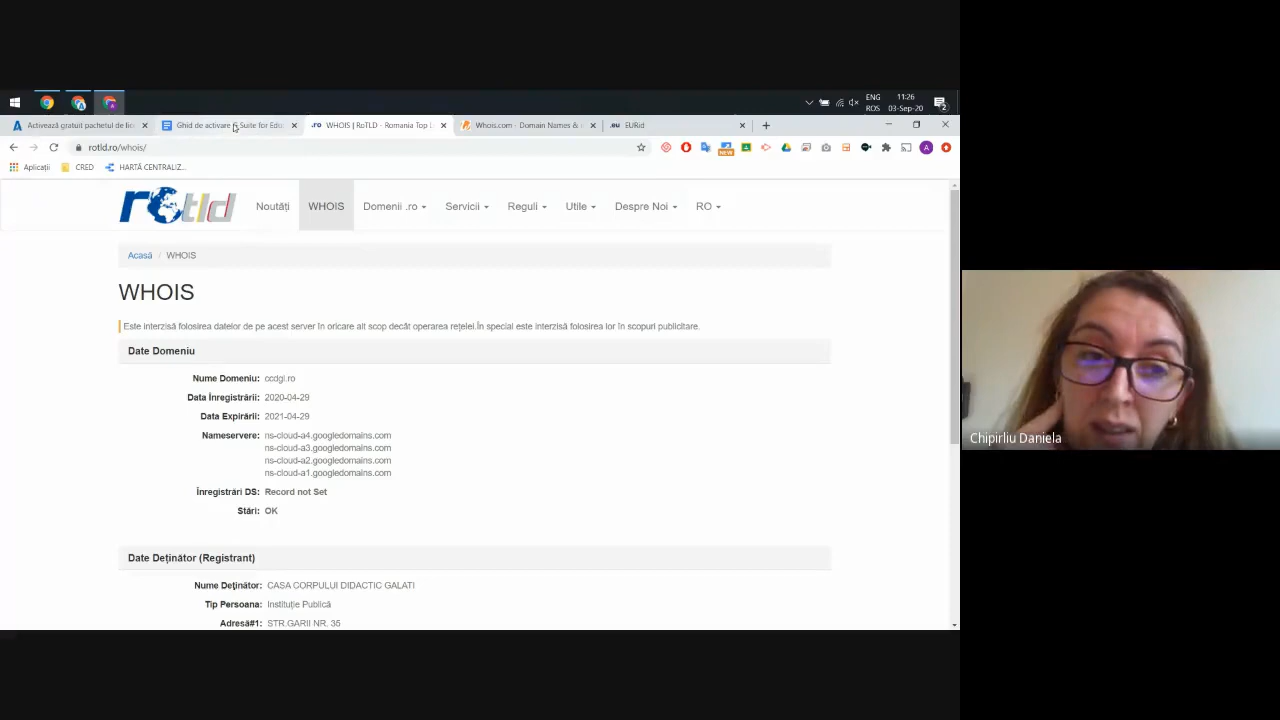 ENG
ROS
11:26
03-Sep-20
Activează gratuit pachetul de lic
Ghid de activare G Suite for Edu
.ro WHOIS | RoTLD - Romania Top L
Whois.com - Domain Names & I
.eu EURid
rotld.ro/whois/
Aplicații
CRED
HARTĂ CENTRALIZ...
rotld
Noutăți
WHOIS
Domenii .ro
Servicii
Reguli
Utile
Despre Noi
RO
Acasă / WHOIS
WHOIS
Este interzisă folosirea datelor de pe acest server în oricare alt scop decât operarea rețelei.În special este interzisă folosirea lor în scopuri publicitare.
Date Domeniu
Nume Domeniu: ccdgl.ro
Data Înregistrării: 2020-04-29
Data Expirării: 2021-04-29
Nameservere: ns-cloud-a4.googledomains.com
ns-cloud-a3.googledomains.com
ns-cloud-a2.googledomains.com
ns-cloud-a1.googledomains.com
Înregistrări DS: Record not Set
Stări: OK
Date Deținător (Registrant)
Nume Deţinător: CASA CORPULUI DIDACTIC GALATI
Tip Persoana: Instituție Publică
Adresă#1: STR.GARII NR. 35
Chipirliu Daniela